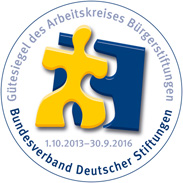 Gütesiegel des Arbeitskreises Bürgerstiftungen
1.10.2013–30.9.2016
Bundesverband Deutscher Stiftungen